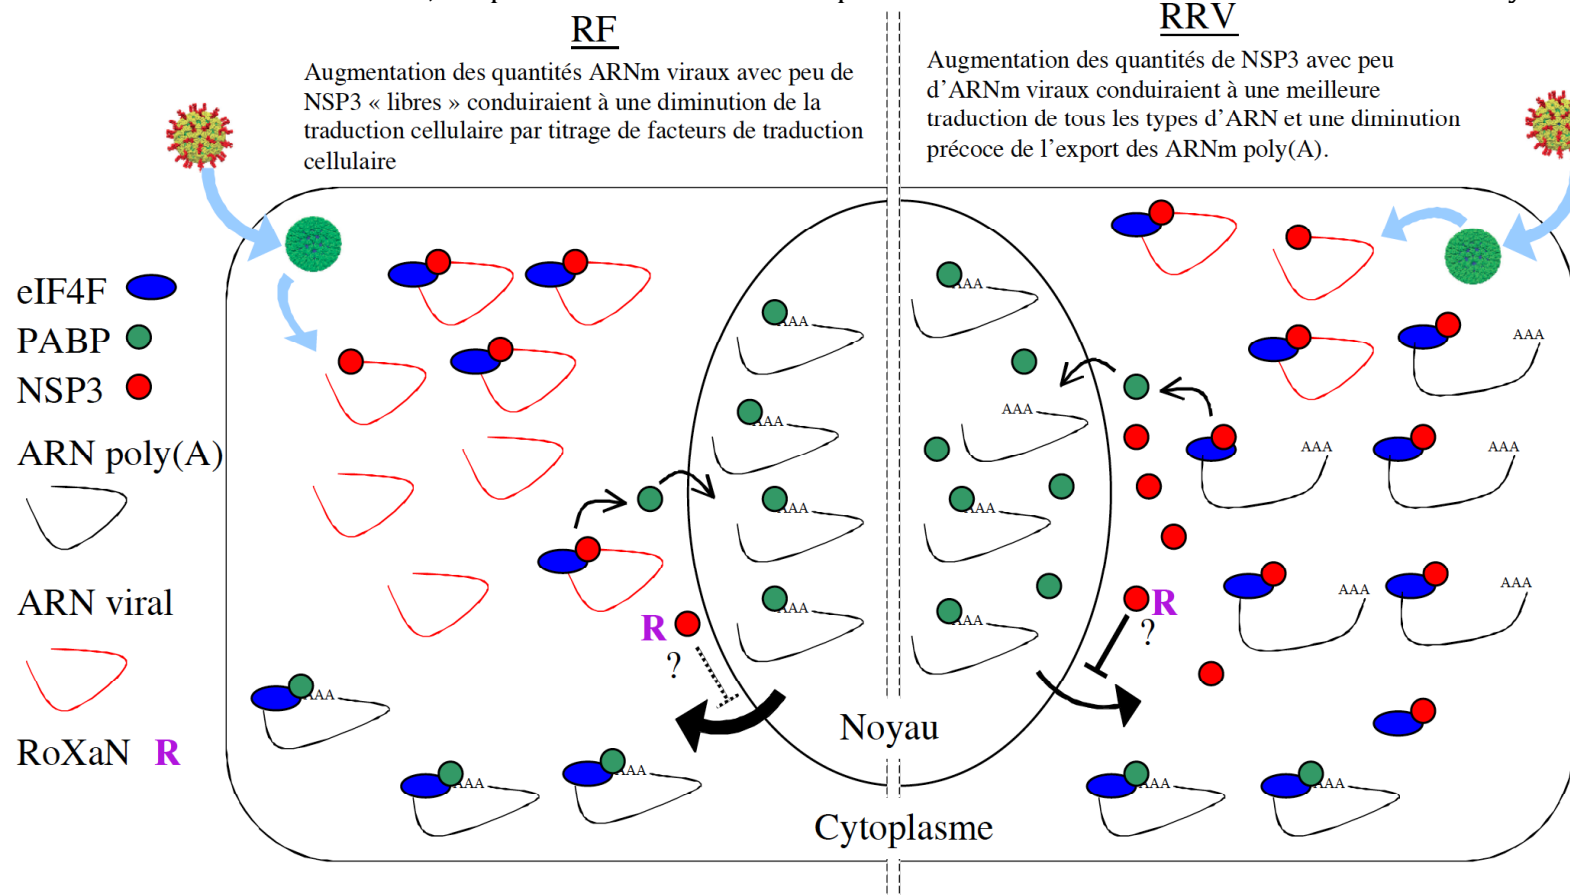 RF
Augmentation des quantités ARNm viraux avec peu de
NSP3 « libres » conduiraient à une diminution de la
traduction cellulaire par titrage de facteurs de traduction
cellulaire
RRV
Augmentation des quantités de NSP3 avec peu
d’ARNm viraux conduiraient à une meilleure
traduction de tous les types d’ARN et une diminution
précoce de l’export des ARNm poly(A).
eIF4F
PABP
NSP3
ARN poly(A)
ARN viral
RoXaN R
AAA
AAA
AAA
AAA
R
?
AAA
AAA
AAA
AAA
AAA
AAA
AAA
AAA
AAA
AAA
AAA
AAA
R
?
AAA
AAA
Noyau
AAA
AAA
Cytoplasme